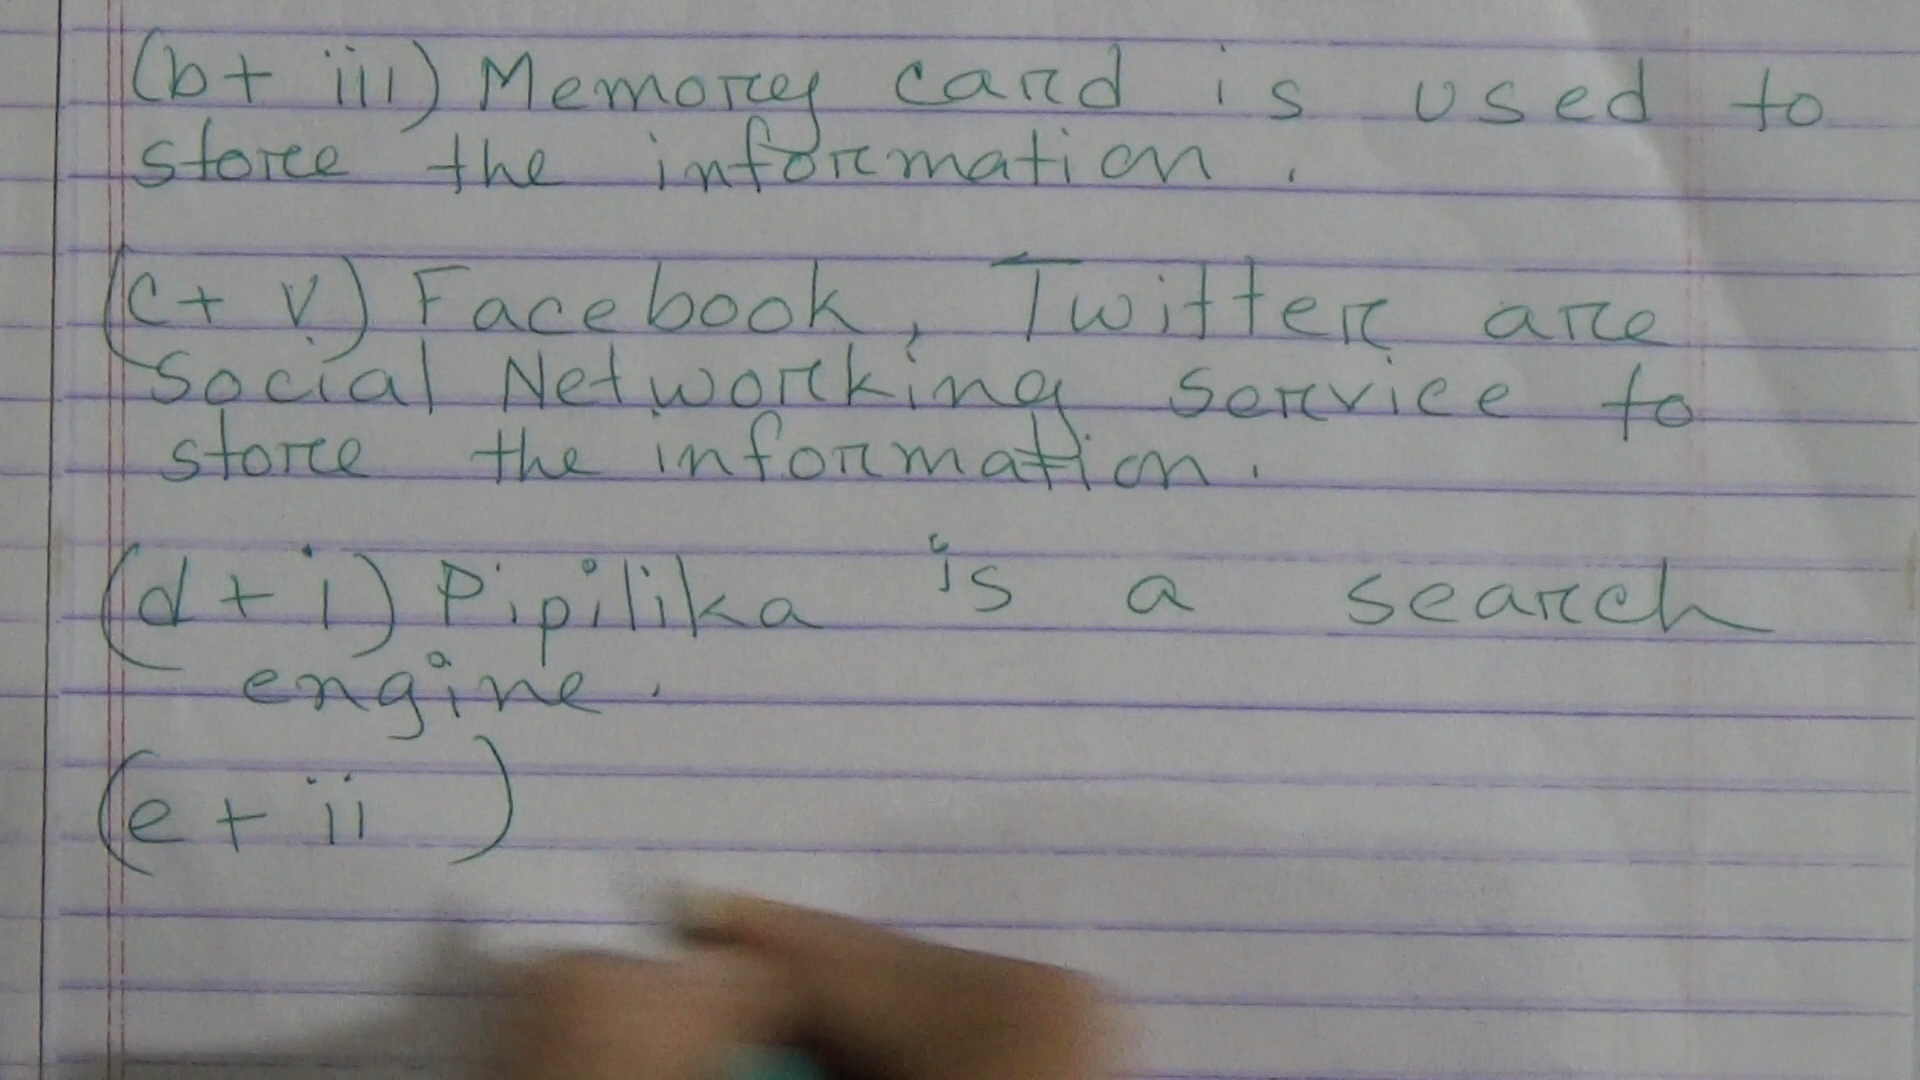 (b+ iii) Memory card is used to
store the information.
(c+ v) Facebook, Twitter are
Social Networking service to
store the information.
(d + i) Pipilika is a search
engine.
(e + ii )